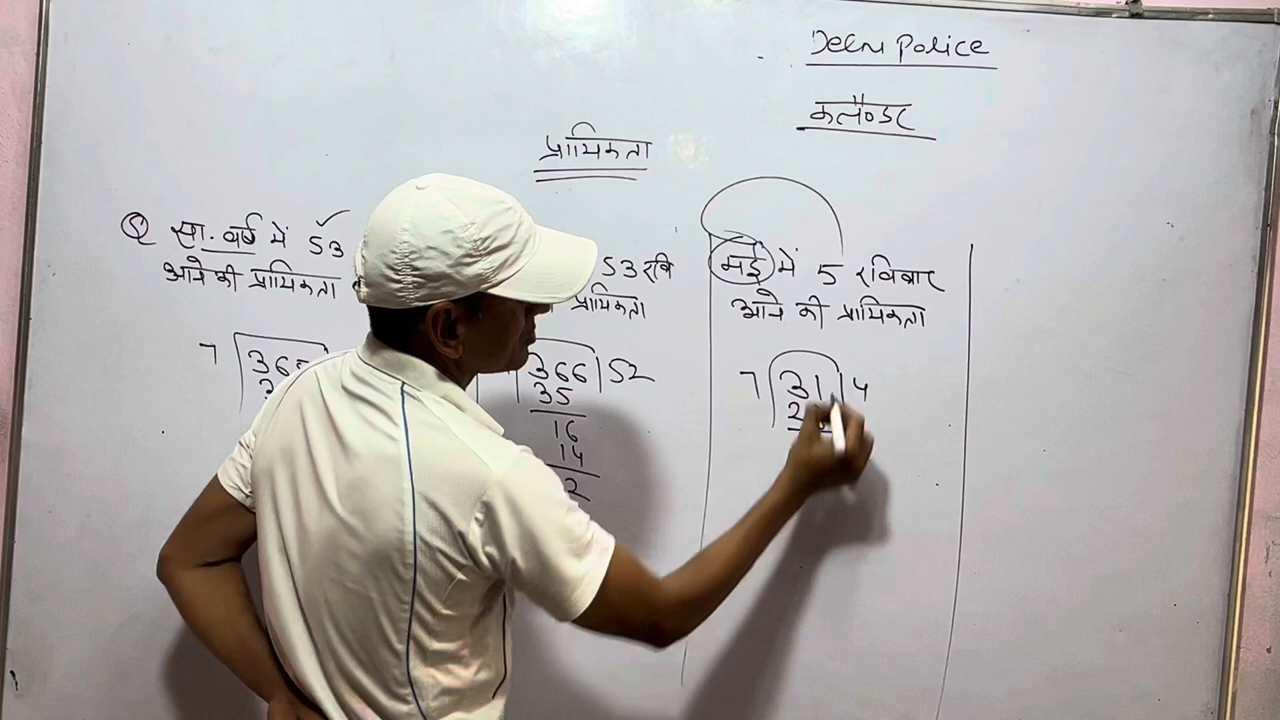 Delhi Police
कलैण्डर
प्रायिकता
Q सा. वर्ष में 53
आने की प्रायिकता
7 365
53 रवि
प्रायिकता
366 52
35
16
14
2
मई में 5 रविवार
आने की प्रायिकता
7 31 4
2